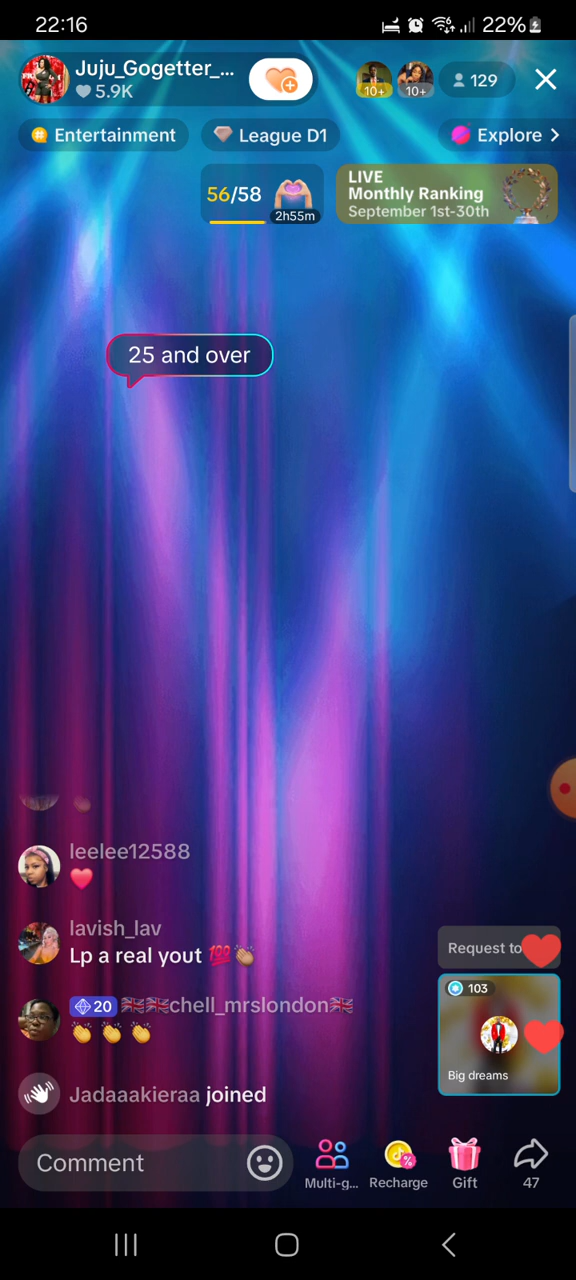 22:16
22%
Juju_Gogetter_...
5.9K
10+
10+
129
Entertainment
League D1
Explore
56/58
2h55m
LIVE
Monthly Ranking
September 1st-30th
25 and over
leelee12588
❤️
lavish_lav
Lp a real yout 💯👏🏽
20 🇬🇧🇬🇧chell_mrslondon🇬🇧
👏 👏 👏
Jadaaakieraa joined
Request to
103
Big dreams
Comment
Multi-g...
Recharge
Gift
47